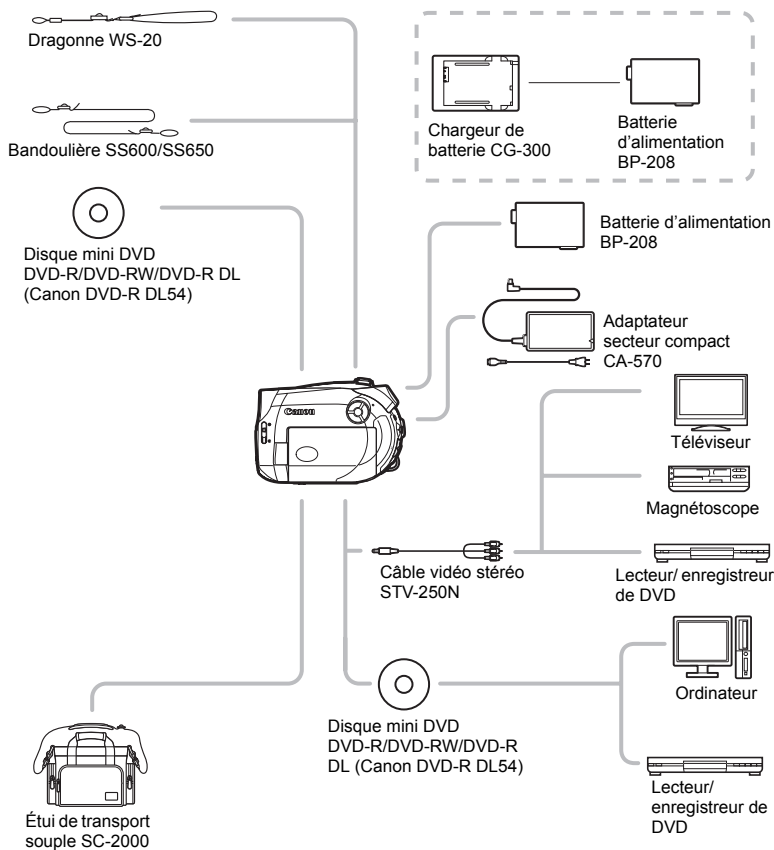 Dragonne WS-20
Bandoulière SS600/SS650
Disque mini DVD
DVD-R/DVD-RW/DVD-R DL
(Canon DVD-R DL54)
Chargeur de
batterie CG-300
Batterie
d’alimentation
BP-208
Batterie d’alimentation
BP-208
Adaptateur
secteur compact
CA-570
Canon
Téléviseur
Magnétoscope
Câble vidéo stéréo
STV-250N
Lecteur/ enregistreur
de DVD
Ordinateur
Disque mini DVD
DVD-R/DVD-RW/DVD-R
DL (Canon DVD-R DL54)
Lecteur/
enregistreur de
DVD
Étui de transport
souple SC-2000